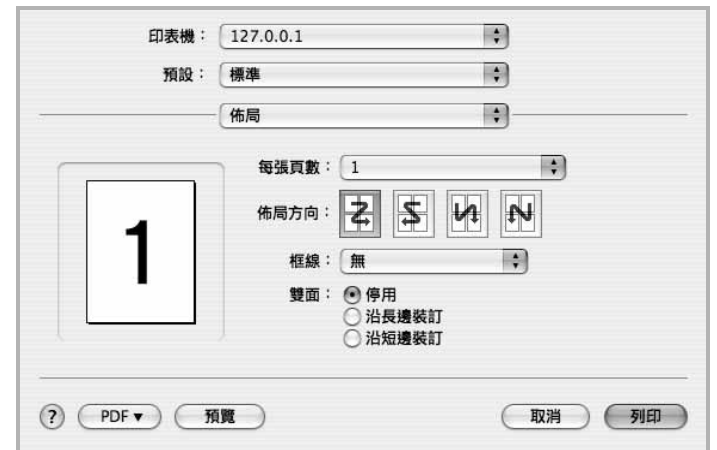 印表機： 127.0.0.1
預設： 標準
佈局
每張頁數： 1
佈局方向：
1
框線： 無
雙面： 停用
沿長邊裝訂
沿短邊裝訂
? PDF ▼ 預覽 取消 列印